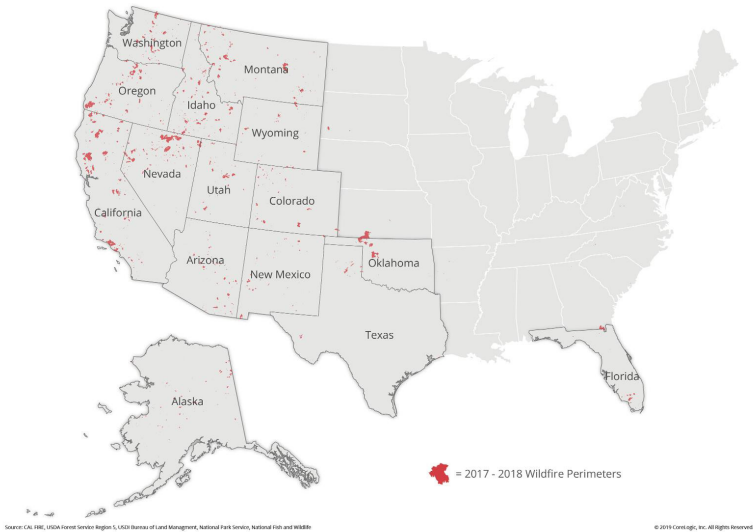 Washington
Montana
Oregon
Idaho
Wyoming
Nevada
Utah
Colorado
California
Arizona
New Mexico
Oklahoma
Texas
Florida
Alaska
= 2017 - 2018 Wildfire Perimeters
Source: CAL FIRE, USDA Forest Service Region 5, USDI Bureau of Land Managment, National Park Service, National Fish and Wildlife
© 2019 CoreLogic, Inc. All Rights Reserved.